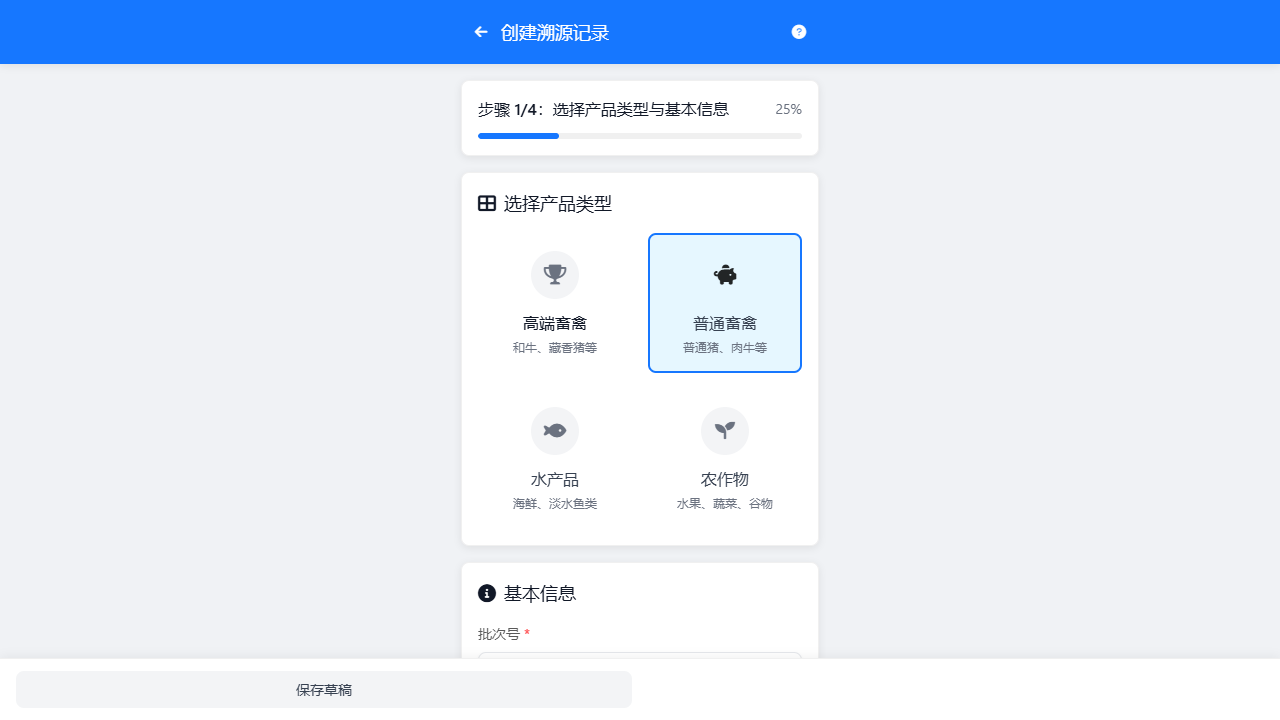 创建溯源记录
步骤 1/4：选择产品类型与基本信息 25%
选择产品类型
高端畜禽
和牛、藏香猪等
普通畜禽
普通猪、肉牛等
水产品
海鲜、淡水鱼类
农作物
水果、蔬菜、谷物
基本信息
批次号 *
保存草稿